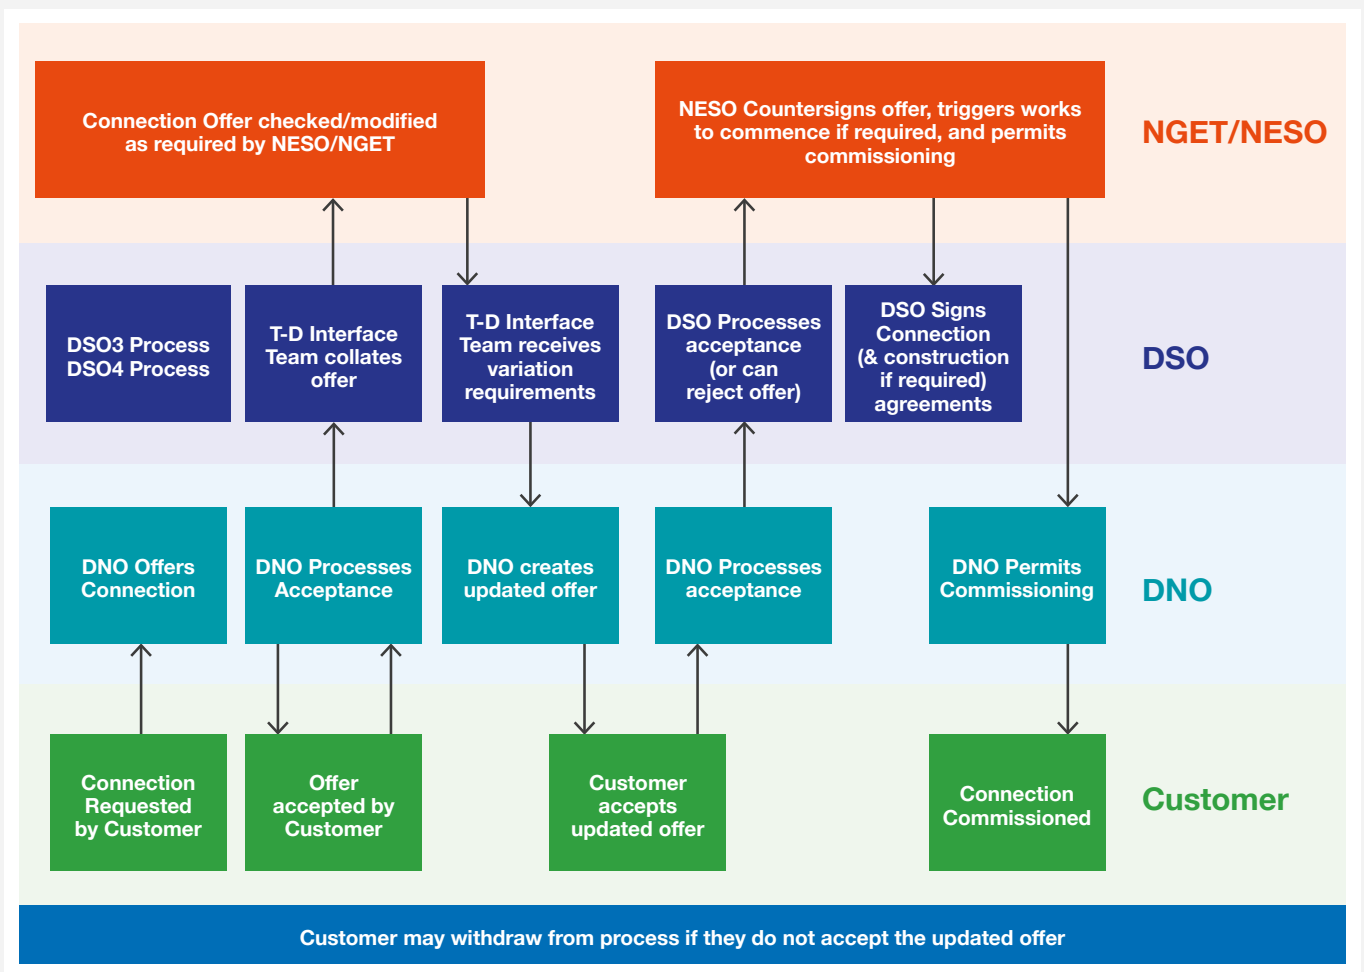 Connection Offer checked/modified
as required by NESO/NGET
NESO Countersigns offer, triggers works
to commence if required, and permits
commissioning
NGET/NESO
DSO3 Process
DSO4 Process
T-D Interface
Team collates
offer
T-D Interface
Team receives
variation
requirements
DSO Processes
acceptance
(or can
reject offer)
DSO Signs
Connection
(& construction
if required)
agreements
DSO
DNO Offers
Connection
DNO Processes
Acceptance
DNO creates
updated offer
DNO Processes
acceptance
DNO Permits
Commissioning
DNO
Connection
Requested
by Customer
Offer
accepted by
Customer
Customer
accepts
updated offer
Connection
Commissioned
Customer
Customer may withdraw from process if they do not accept the updated offer